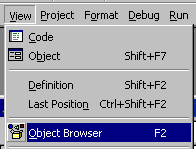 View Project Format Debug Run
Code
Object Shift+F7
Definition Shift+F2
Last Position Ctrl+Shift+F2
Object Browser F2